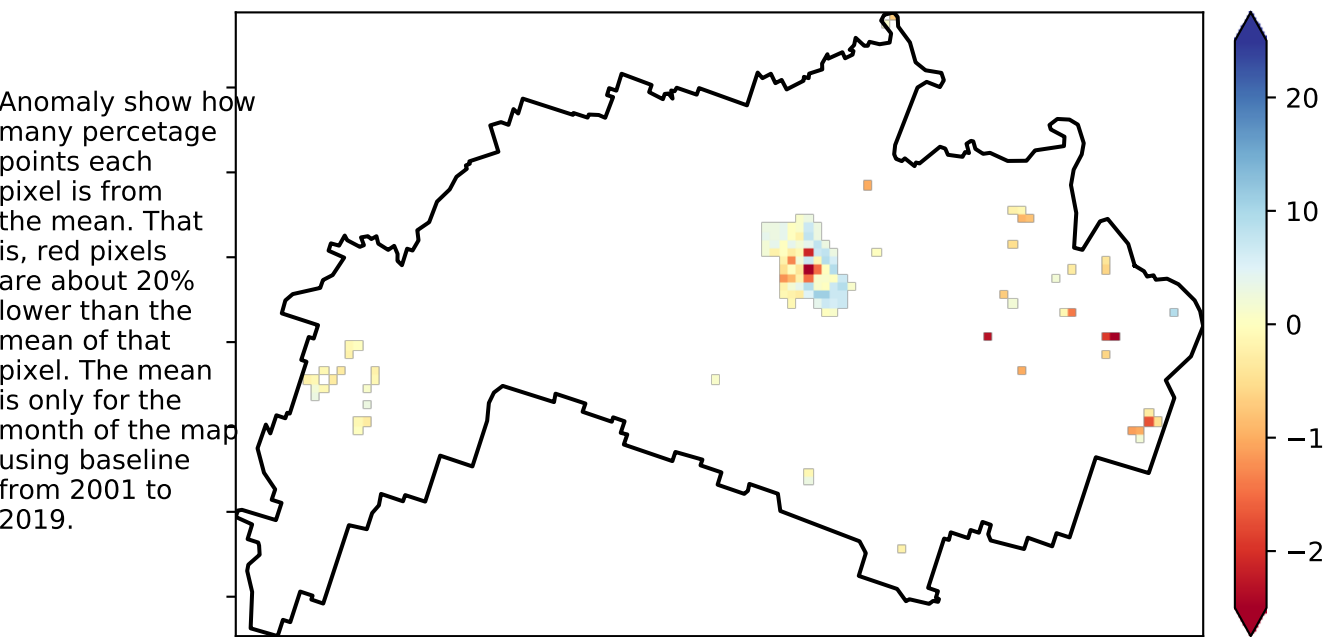 Anomaly show how
many percetage
points each
pixel is from
the mean. That
is, red pixels
are about 20%
lower than the
mean of that
pixel. The mean
is only for the
month of the map
using baseline
from 2001 to
2019.
20
10
0
−1
−2